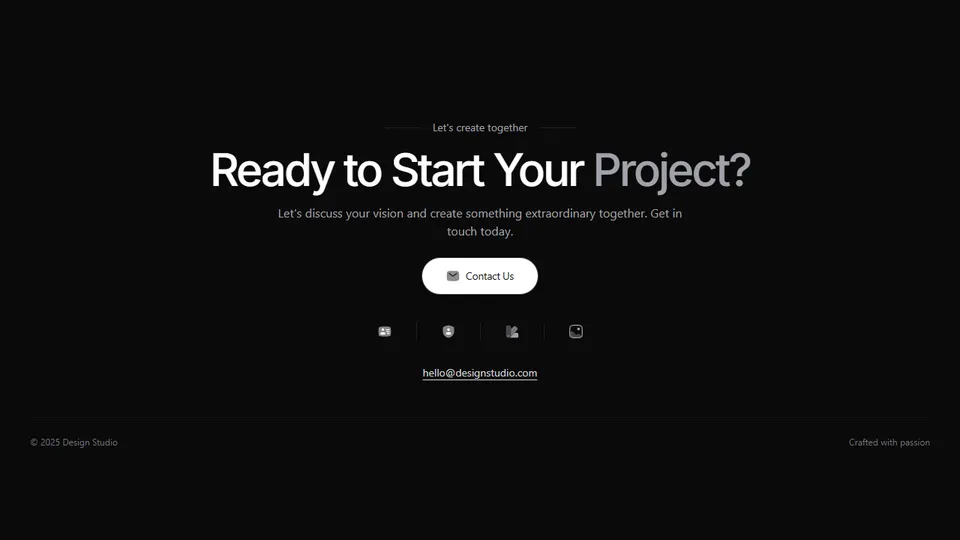 Let's create together
Ready to Start Your Project?
Let's discuss your vision and create something extraordinary together. Get in
touch today.
Contact Us
hello@designstudio.com
© 2025 Design Studio
Crafted with passion